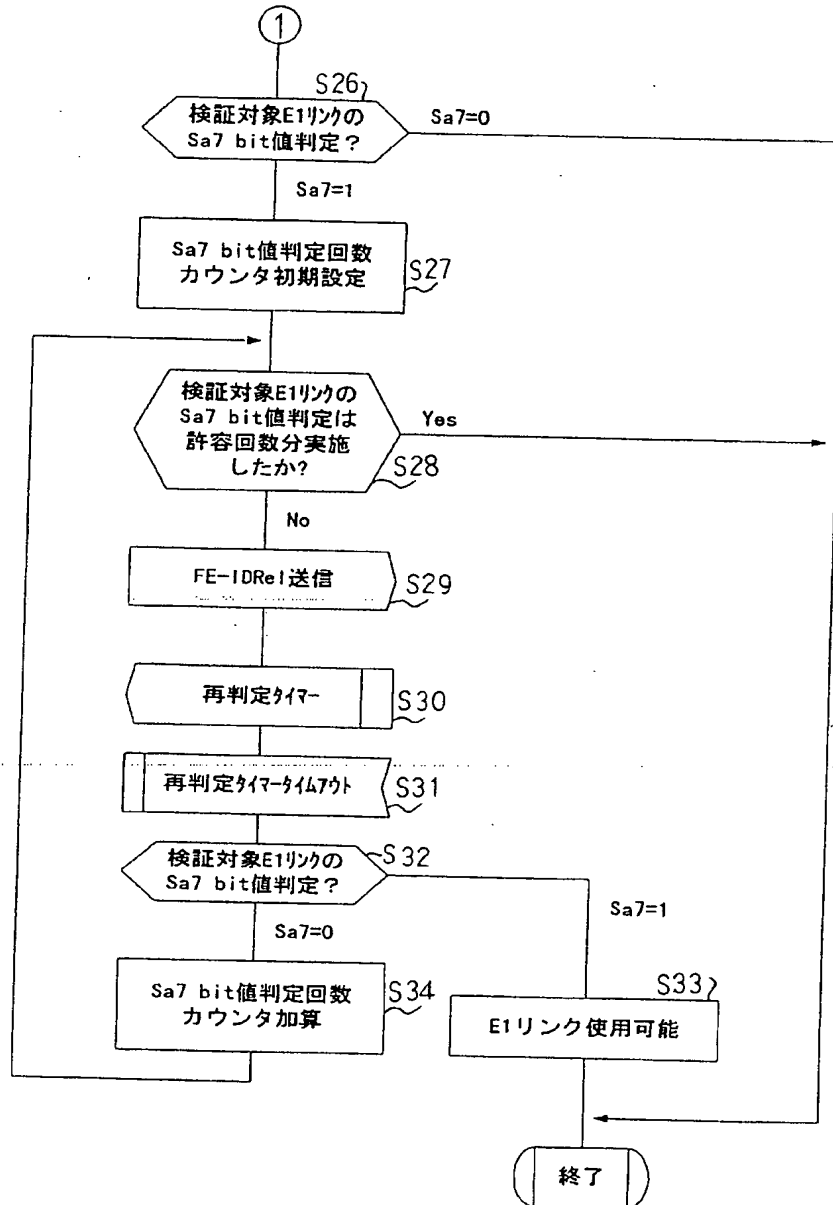 1
S26
検証対象E1リンクの
Sa7 bit値判定?
Sa7=0
Sa7=1
Sa7 bit値判定回数
カウンタ初期設定
S27
検証対象E1リンクの
Sa7 bit値判定は
許容回数分実施
したか?
Yes
S28
No
FE-IDRel送信
S29
再判定タイマー
S30
再判定タイマータイムアウト
S31
検証対象E1リンクの
Sa7 bit値判定?
S32
Sa7=1
Sa7=0
Sa7 bit値判定回数
カウンタ加算
S34
S33
E1リンク使用可能
終了